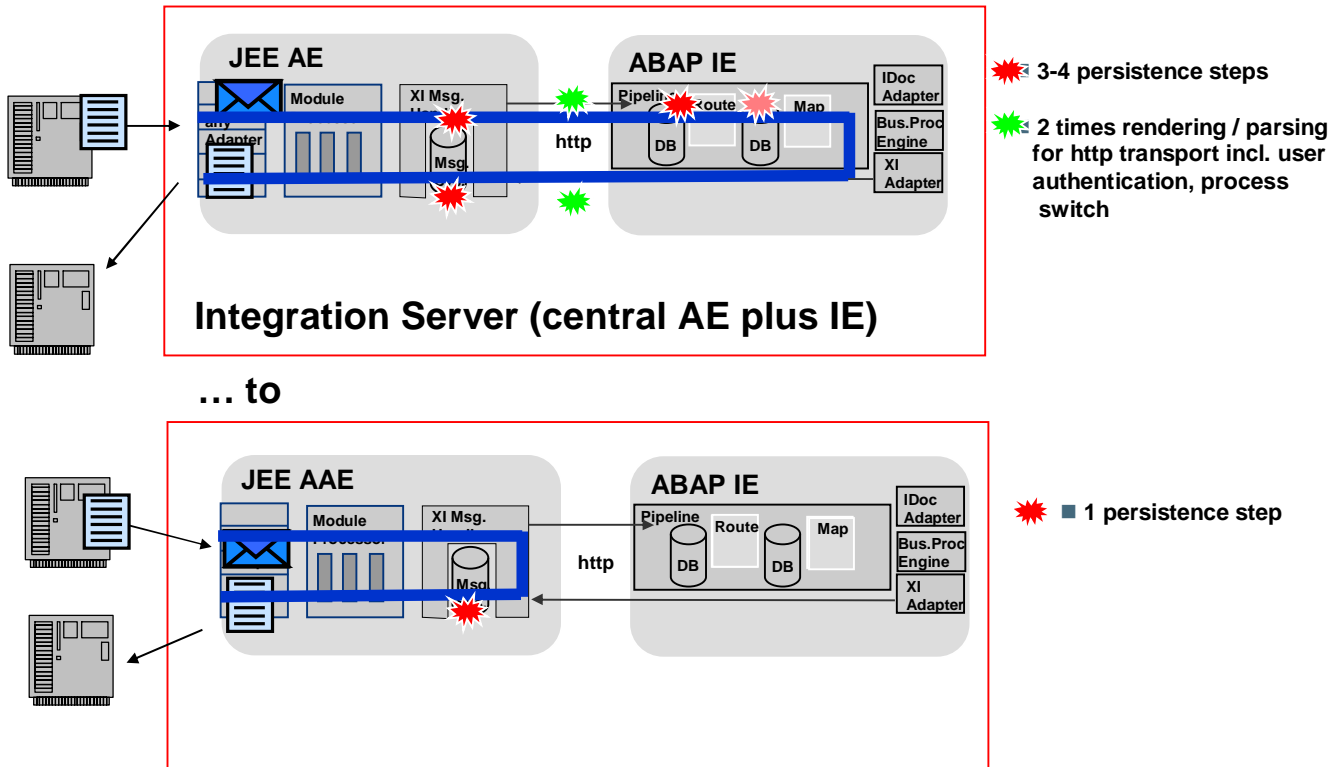 JEE AE
ABAP IE
any
Adapter
Module
XI Msg.
Msg.
http
Pipeline
Route
Map
DB
DB
IDoc
Adapter
Bus.Proc
Engine
XI
Adapter
3-4 persistence steps
2 times rendering / parsing
for http transport incl. user
authentication, process
switch
Integration Server (central AE plus IE)
… to
JEE AAE
ABAP IE
Module
XI Msg.
Msg
http
Pipeline
Route
Map
DB
DB
IDoc
Adapter
Bus.Proc
Engine
XI
Adapter
1 persistence step